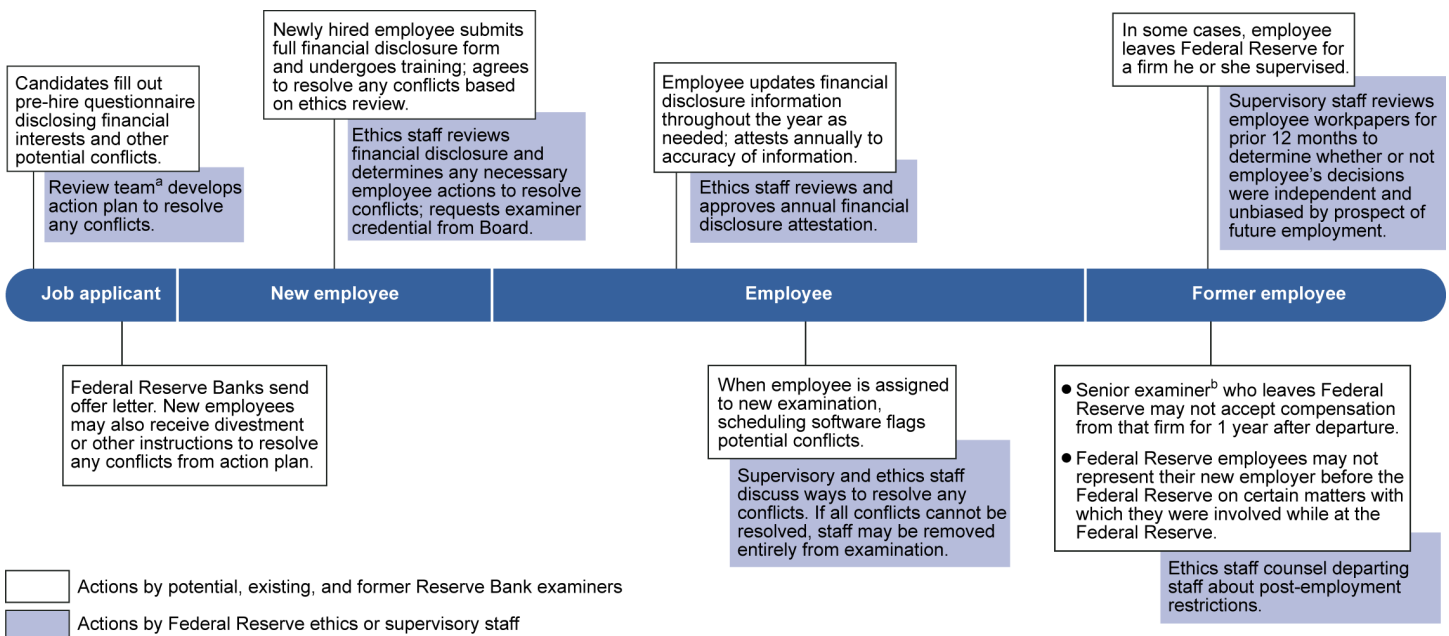 Candidates fill out
pre-hire questionnaire
disclosing financial
interests and other
potential conflicts.
Review teamᵃ develops
action plan to resolve
any conflicts.
Newly hired employee submits
full financial disclosure form
and undergoes training; agrees
to resolve any conflicts based
on ethics review.
Ethics staff reviews
financial disclosure and
determines any necessary
employee actions to resolve
conflicts; requests examiner
credential from Board.
Employee updates financial
disclosure information
throughout the year as
needed; attests annually to
accuracy of information.
Ethics staff reviews and
approves annual financial
disclosure attestation.
In some cases, employee
leaves Federal Reserve for
a firm he or she supervised.
Supervisory staff reviews
employee workpapers for
prior 12 months to
determine whether or not
employee's decisions
were independent and
unbiased by prospect of
future employment.
Job applicant
New employee
Employee
Former employee
Federal Reserve Banks send
offer letter. New employees
may also receive divestment
or other instructions to resolve
any conflicts from action plan.
When employee is assigned
to new examination,
scheduling software flags
potential conflicts.
Supervisory and ethics staff
discuss ways to resolve any
conflicts. If all conflicts cannot be
resolved, staff may be removed
entirely from examination.
● Senior examinerᵇ who leaves Federal
Reserve may not accept compensation
from that firm for 1 year after departure.
● Federal Reserve employees may not
represent their new employer before the
Federal Reserve on certain matters with
which they were involved while at the
Federal Reserve.
Ethics staff counsel departing
staff about post-employment
restrictions.
Actions by potential, existing, and former Reserve Bank examiners
Actions by Federal Reserve ethics or supervisory staff